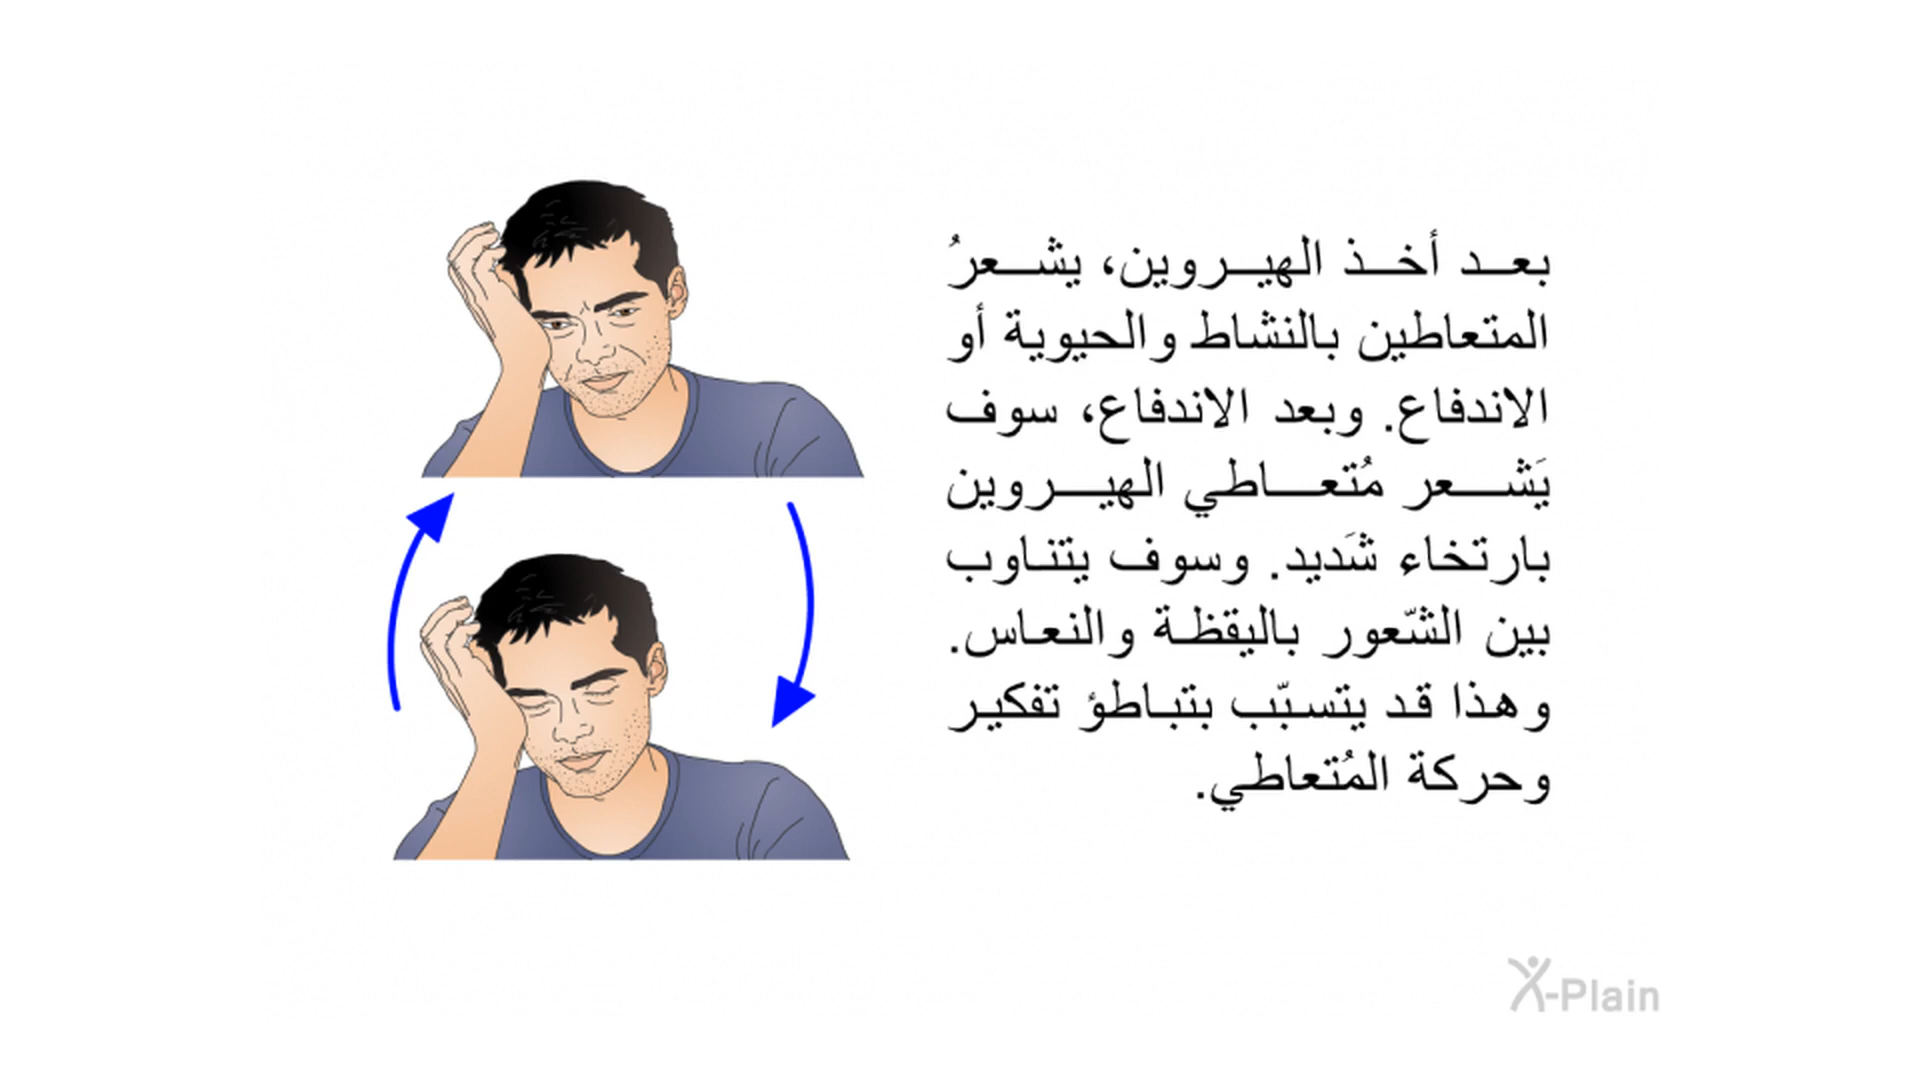 بعد أخذ الهيروين، يشعرُ
المتعاطين بالنشاط والحيوية أو
الاندفاع. وبعد الاندفاع، سوف
يَشعر مُتعاطي الهيروين
بارتخاء شَديد. وسوف يتناوب
بين الشّعور باليقظة والنعاس.
وهذا قد يتسبّب بتباطؤ تفكير
وحركة المُتعاطي.
X-Plain